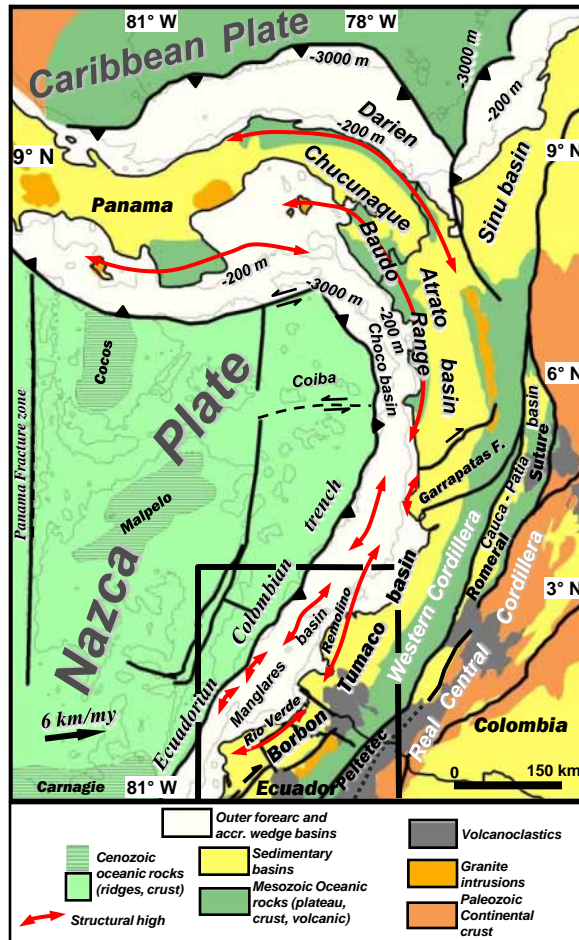 81° W
78° W
Caribbean Plate
-3000 m
-3000 m
-200 m
Darien
-200 m
9° N
9° N
Chucunaque
Sinu basin
Panama
Baudo
Range
Atrato
basin
-200 m
-3000 m
-200 m
Choco basin
Cocos
Coiba
6° N
Panama Fracture zone
Nazca
Plate
Malpelo
Garrapatas F.
Cauca - Patia
basin
Suture
Romeral
trench
Colombian
Ecuadoriun
Western Cordillera
Real Central
Cordillera
3° N
basin
Manglares
Remolino
Tumaco
basin
6 km/my
Rio Verde
Borbon
Peltetec
Colombia
0 150 km
Carnagie
81° W
Ecuador
Outer forearc and
accr. wedge basins
Volcanoclastics
Cenozoic
oceanic rocks
(ridges, crust)
Sedimentary
basins
Granite
intrusions
Mesozoic Oceanic
rocks (plateau,
crust, volcanic)
Paleozoic
Continental
crust
Structural high